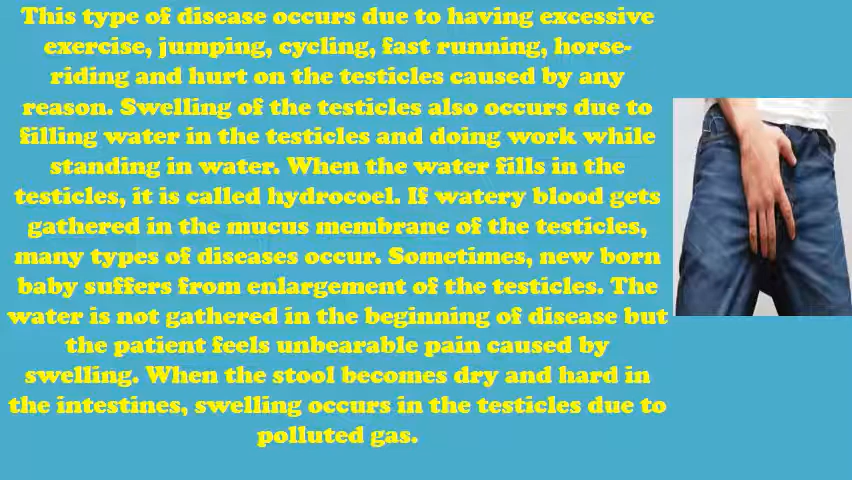 This type of disease occurs due to having excessive
exercise, jumping, cycling, fast running, horse-
riding and hurt on the testicles caused by any
reason. Swelling of the testicles also occurs due to
filling water in the testicles and doing work while
standing in water. When the water fills in the
testicles, it is called hydrocoel. If watery blood gets
gathered in the mucus membrane of the testicles,
many types of diseases occur. Sometimes, new born
baby suffers from enlargement of the testicles. The
water is not gathered in the beginning of disease but
the patient feels unbearable pain caused by
swelling. When the stool becomes dry and hard in
the intestines, swelling occurs in the testicles due to
polluted gas.